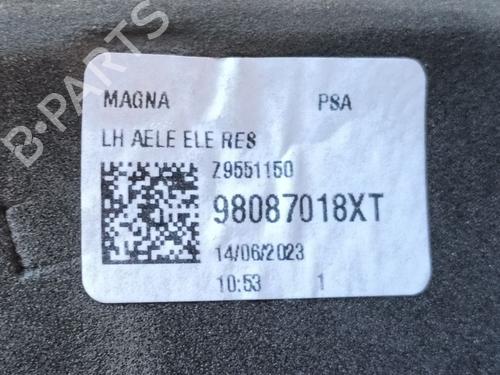 B-PARTS
MAGNA PSA
LH AELE ELE RES
Z9551150
98087018XT
14/06/2023
10:53 1